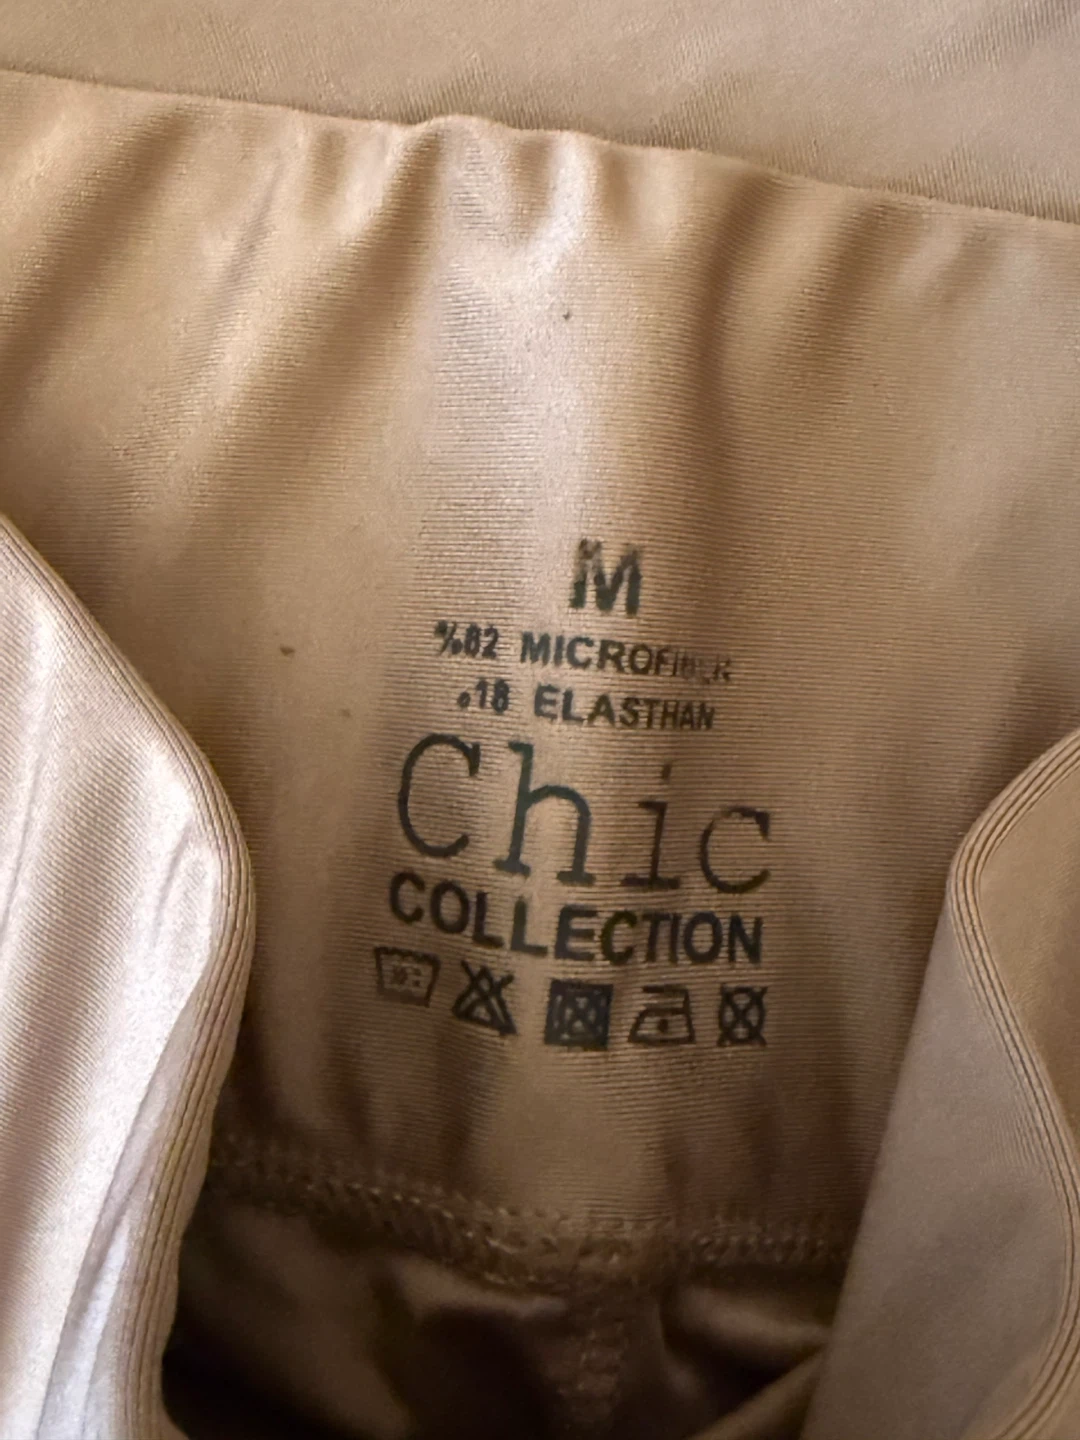 M
%82 MICROFIBER
%18 ELASTHAN
Chic
COLLECTION